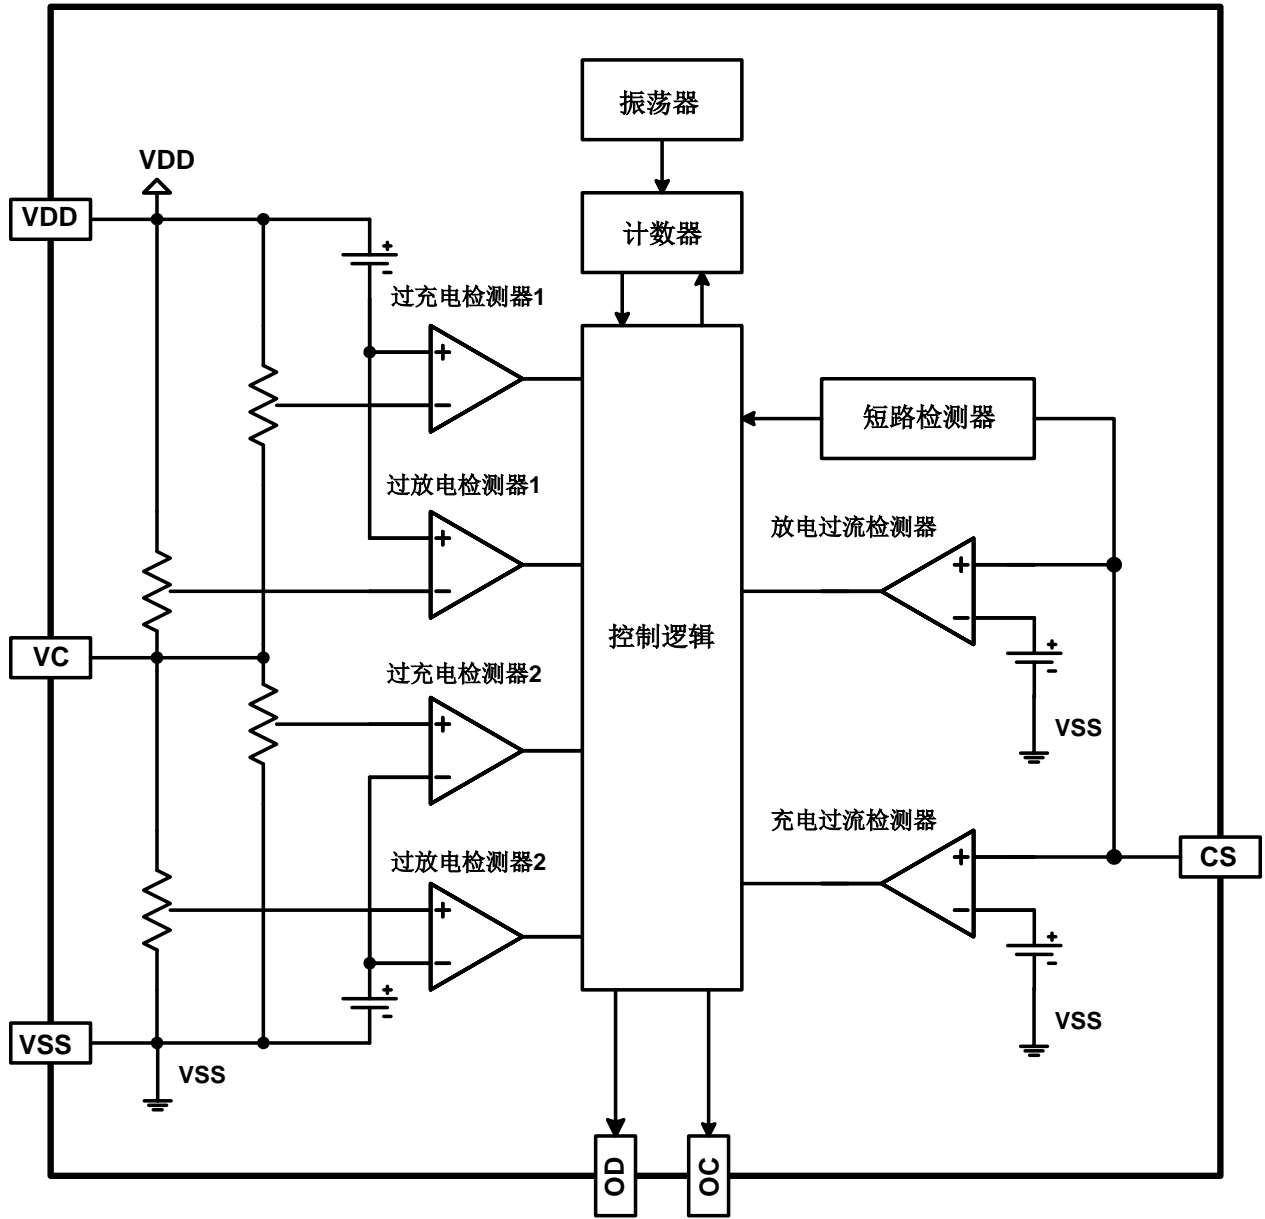 振荡器
VDD
VDD
计数器
+
-
过充电检测器1
+
-
短路检测器
过放电检测器1
+
-
放电过流检测器
+
-
控制逻辑
VC
+
-
过充电检测器2
+
-
VSS
充电过流检测器
+
-
CS
过放电检测器2
+
-
+
-
+
-
VSS
VSS
VSS
OD
OC